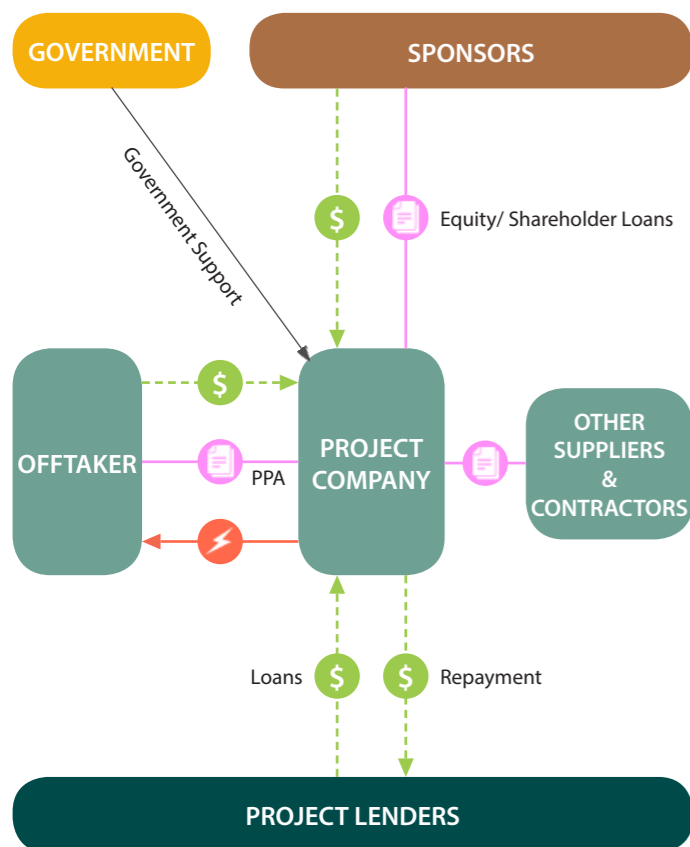 GOVERNMENT
SPONSORS
Government Support
$
Equity/ Shareholder Loans
$
OFFTAKER
PPA
PROJECT
COMPANY
OTHER
SUPPLIERS
&
CONTRACTORS
Loans
$
$
Repayment
PROJECT LENDERS